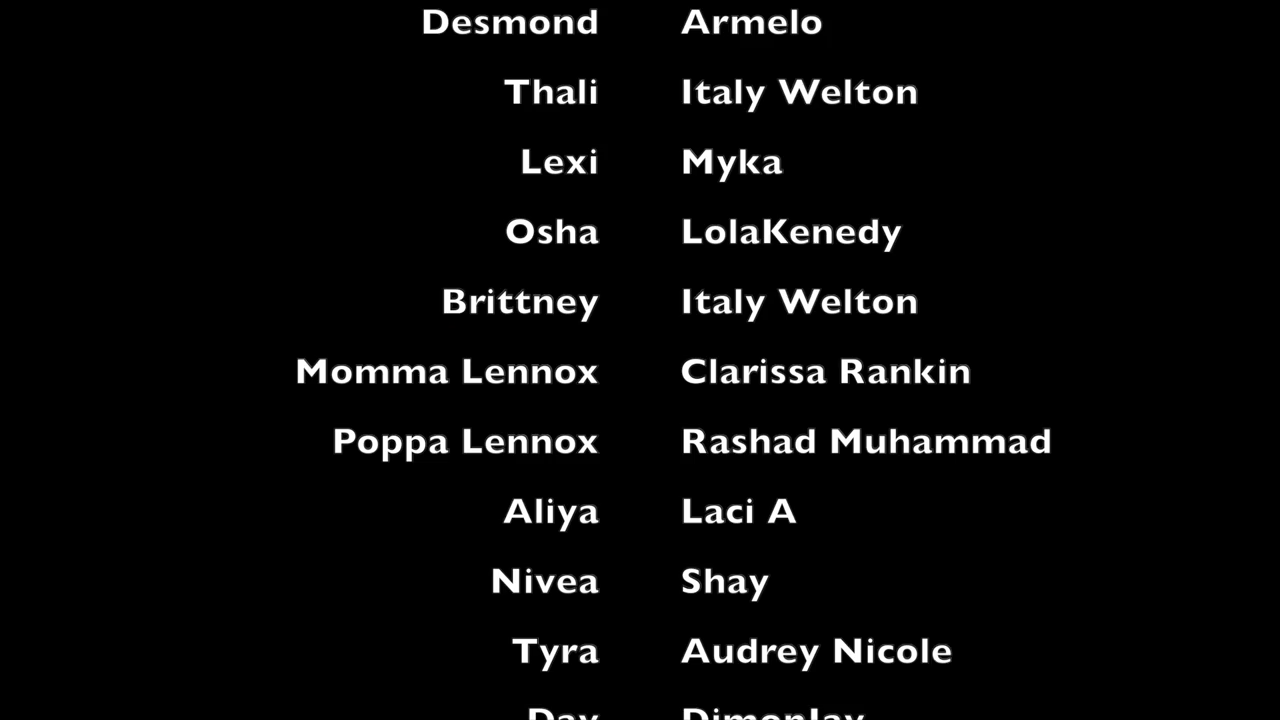 Desmond Armelo
Thali Italy Welton
Lexi Myka
Osha LolaKenedy
Brittney Italy Welton
Momma Lennox Clarissa Rankin
Poppa Lennox Rashad Muhammad
Aliya Laci A
Nivea Shay
Tyra Audrey Nicole